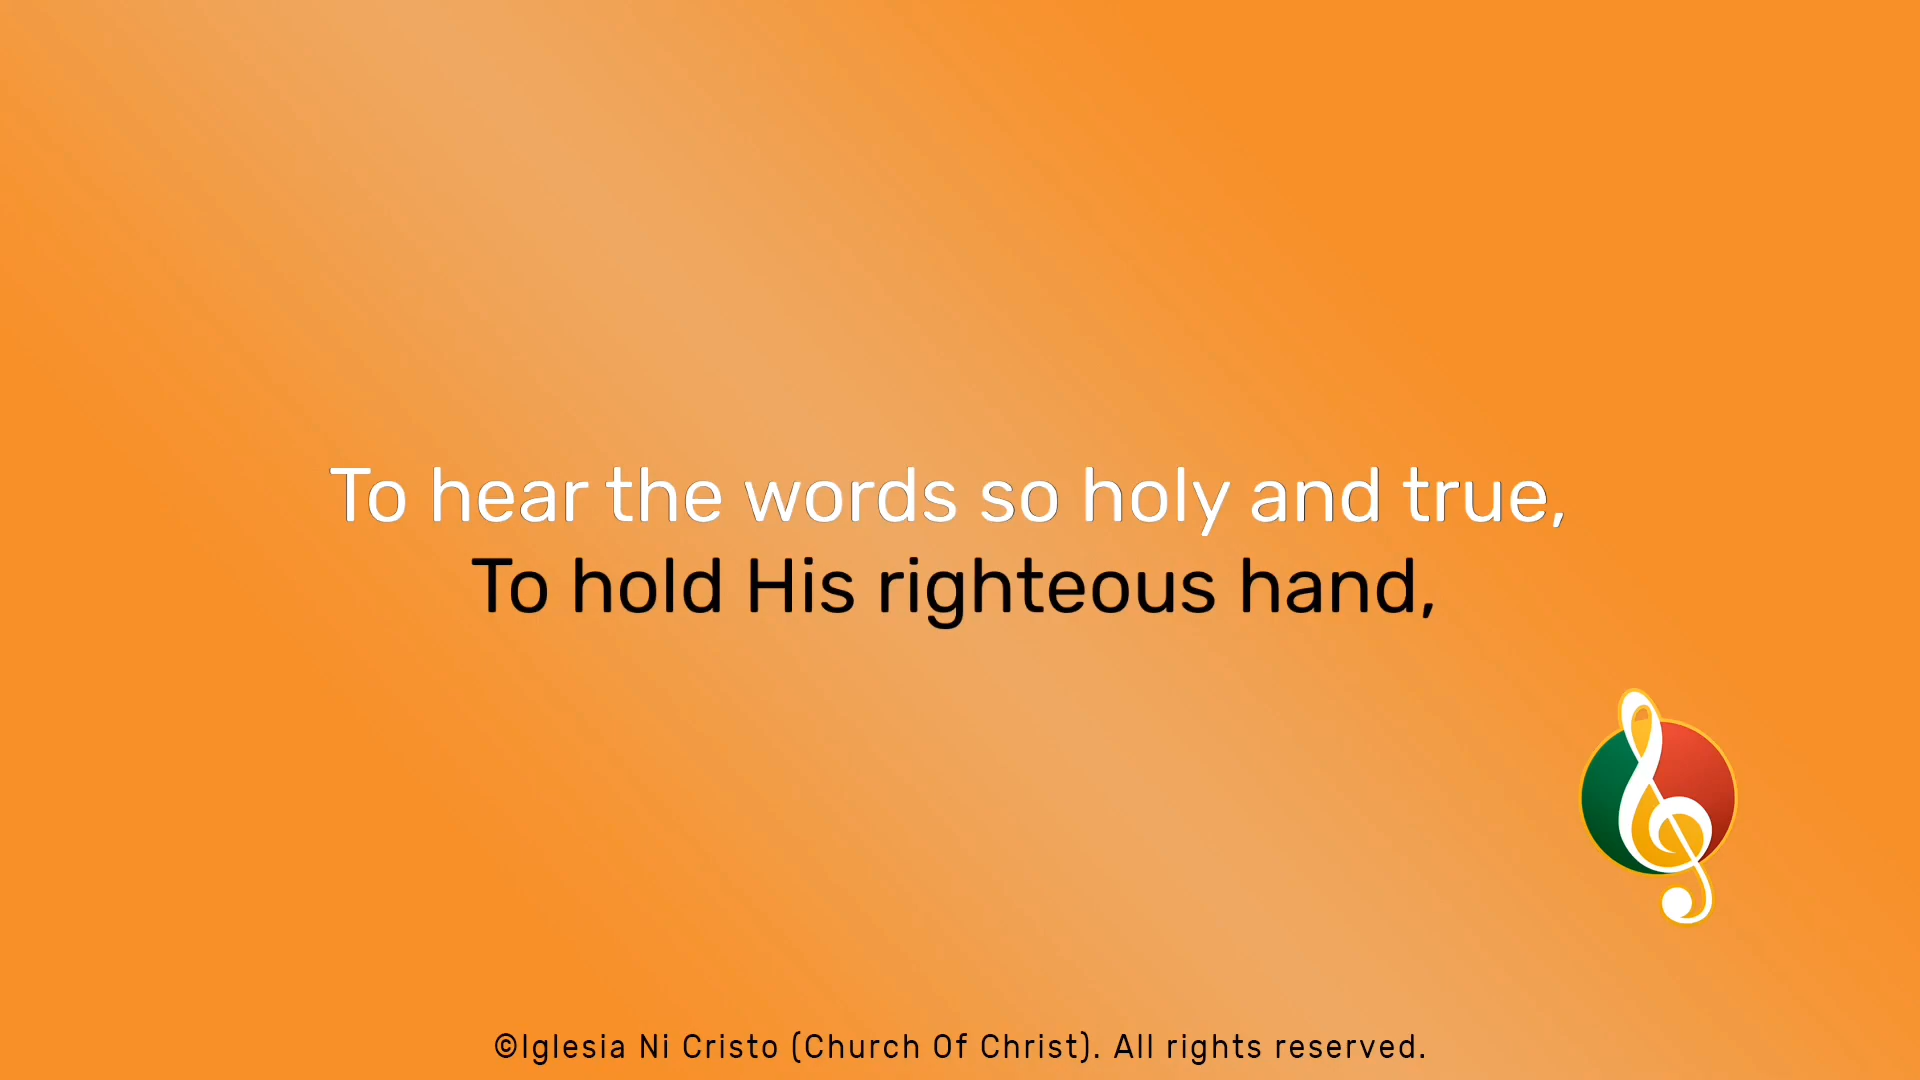 To hear the words so holy and true,
To hold His righteous hand,
©Iglesia Ni Cristo (Church Of Christ). All rights reserved.